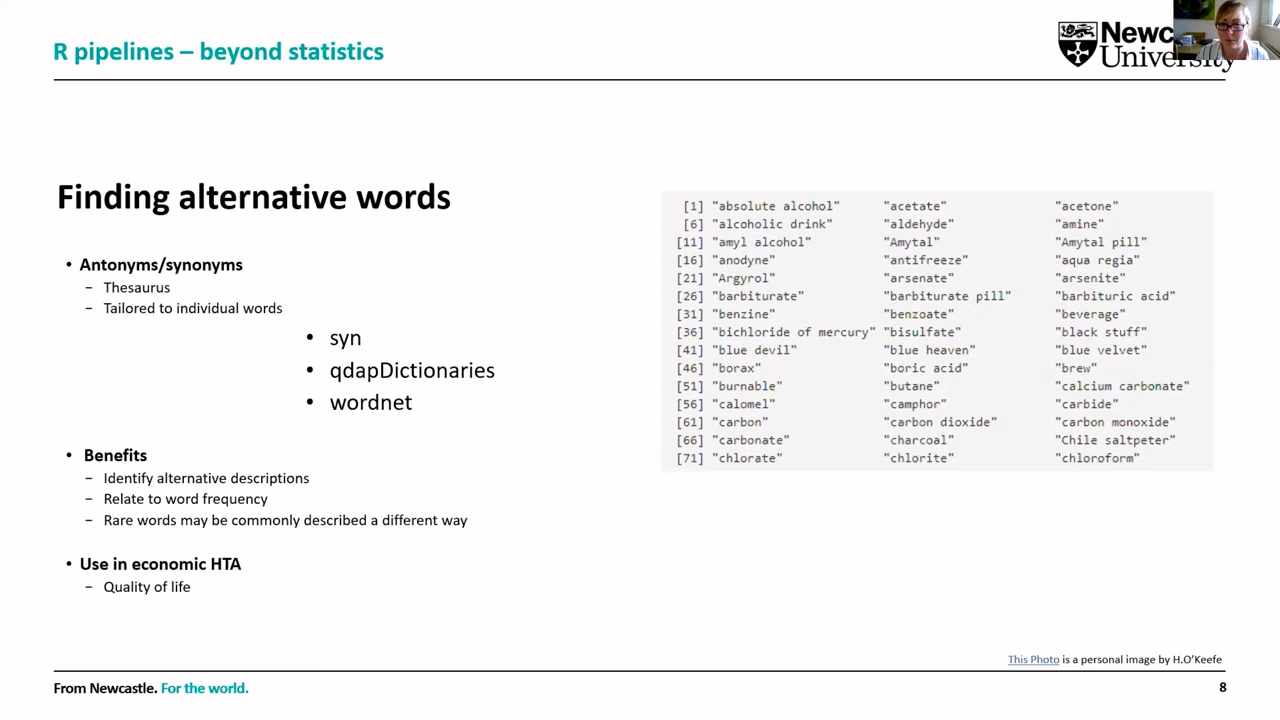 R pipelines – beyond statistics
Newc
University
Finding alternative words
• Antonyms/synonyms
– Thesaurus
– Tailored to individual words
• syn
• qdapDictionaries
• wordnet
• Benefits
– Identify alternative descriptions
– Relate to word frequency
– Rare words may be commonly described a different way
• Use in economic HTA
– Quality of life
[1] "absolute alcohol" "acetate" "acetone"
[6] "alcoholic drink" "aldehyde" "amine"
[11] "amyl alcohol" "Amytal" "Amytal pill"
[16] "anodyne" "antifreeze" "aqua regia"
[21] "Argyrol" "arsenate" "arsenite"
[26] "barbiturate" "barbiturate pill" "barbituric acid"
[31] "benzine" "benzoate" "beverage"
[36] "bichloride of mercury" "bisulfate" "black stuff"
[41] "blue devil" "blue heaven" "blue velvet"
[46] "borax" "boric acid" "brew"
[51] "burnable" "butane" "calcium carbonate"
[56] "calomel" "camphor" "carbide"
[61] "carbon" "carbon dioxide" "carbon monoxide"
[66] "carbonate" "charcoal" "Chile saltpeter"
[71] "chlorate" "chlorite" "chloroform"
This Photo is a personal image by H.O'Keefe
From Newcastle. For the world.
8